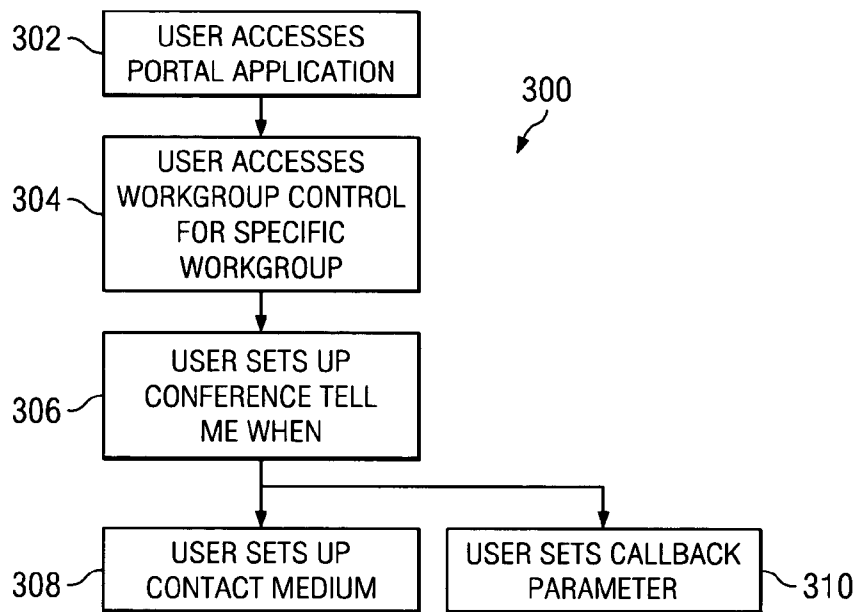 302
USER ACCESSES
PORTAL APPLICATION
300
304
USER ACCESSES
WORKGROUP CONTROL
FOR SPECIFIC
WORKGROUP
306
USER SETS UP
CONFERENCE TELL
ME WHEN
308
USER SETS UP
CONTACT MEDIUM
USER SETS CALLBACK
PARAMETER
310